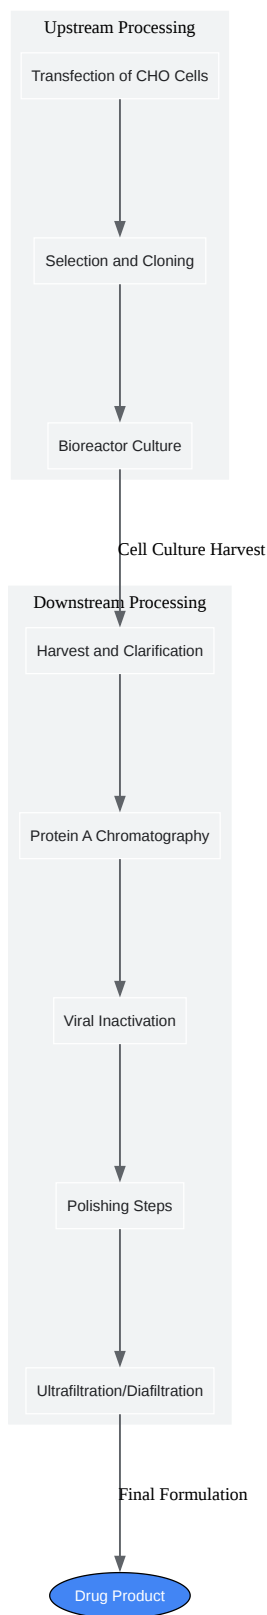 Upstream Processing
Transfection of CHO Cells
Selection and Cloning
Bioreactor Culture
Cell Culture Harvest
Downstream Processing
Harvest and Clarification
Protein A Chromatography
Viral Inactivation
Polishing Steps
Ultrafiltration/Diafiltration
Final Formulation
Drug Product